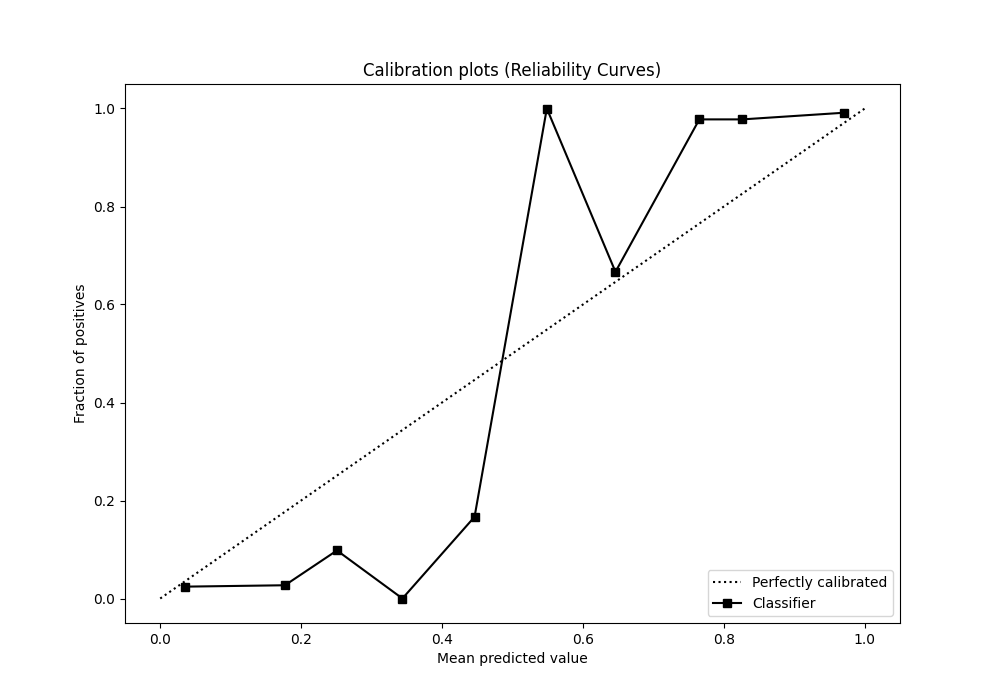 Calibration plots (Reliability Curves)
1.0
0.8
0.6
0.4
0.2
0.0
Fraction of positives
0.0 0.2 0.4 0.6 0.8 1.0
Mean predicted value
Perfectly calibrated
Classifier